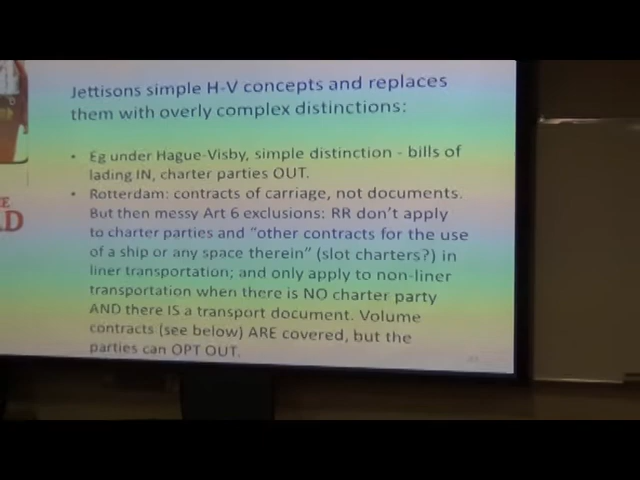 Jettisons simple H-V concepts and replaces
them with overly complex distinctions:
• Eg under Hague-Visby, simple distinction - bills of
lading IN, charter parties OUT.
• Rotterdam: contracts of carriage, not documents.
But then messy Art 6 exclusions: RR don't apply
to charter parties and "other contracts for the use
of a ship or any space therein" (slot charters?) in
liner transportation; and only apply to non-liner
transportation when there is NO charter party
AND there IS a transport document. Volume
contracts (see below) ARE covered, but the
parties can OPT OUT.